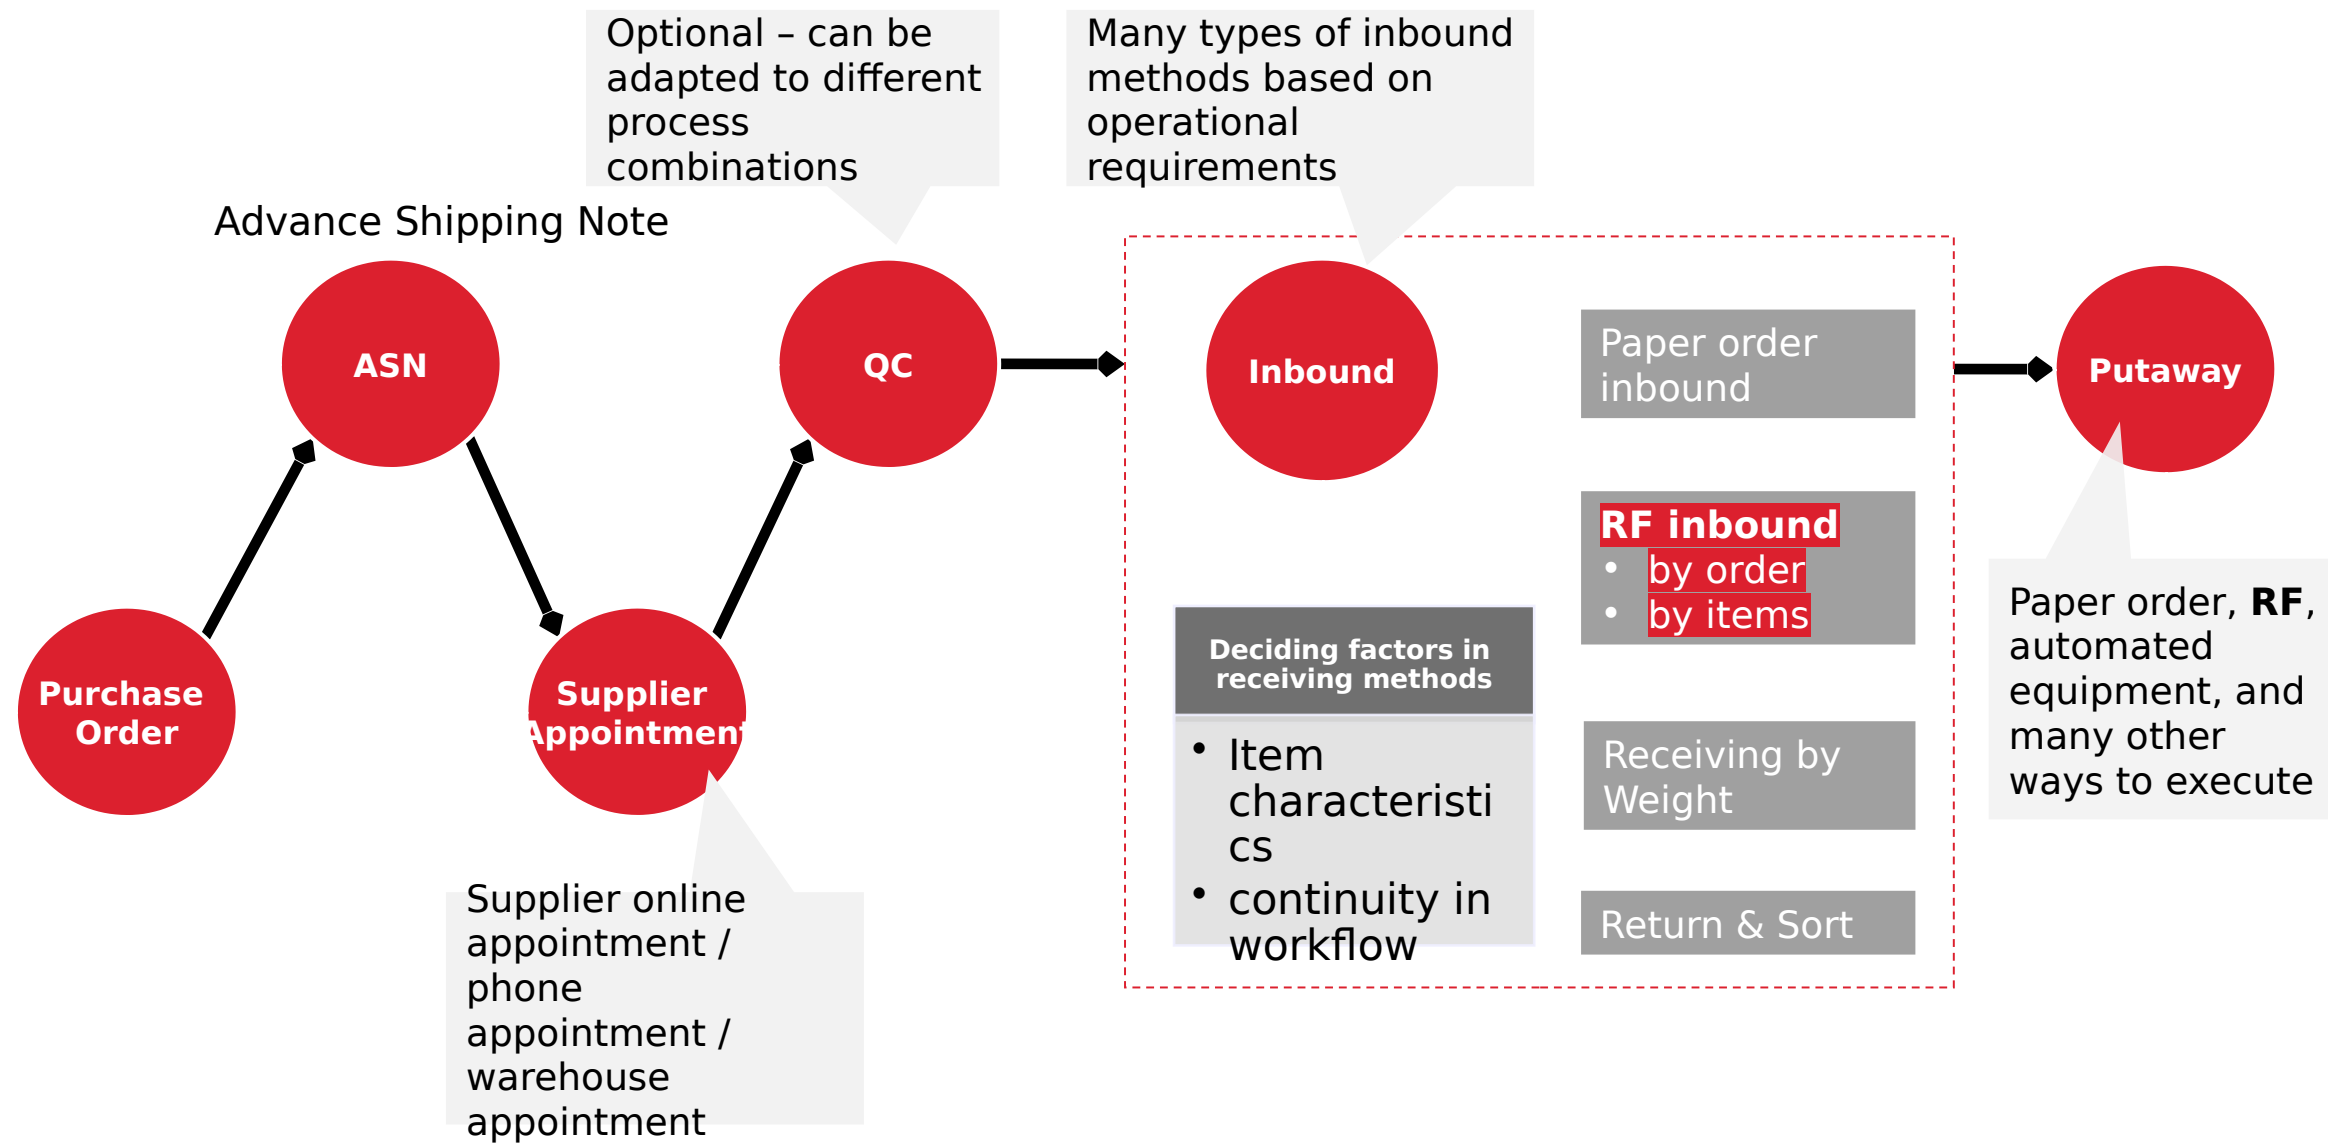 Optional – can be
adapted to different
process
combinations
Many types of inbound
methods based on
operational
requirements
Advance Shipping Note
ASN
QC
Inbound
Paper order
inbound
Putaway
RF inbound
• by order
• by items
Purchase
Order
Supplier
Appointment
Deciding factors in
receiving methods
• Item
characteristi
cs
• continuity in
workflow
Receiving by
Weight
Return & Sort
Paper order, RF,
automated
equipment, and
many other
ways to execute
Supplier online
appointment /
phone
appointment /
warehouse
appointment